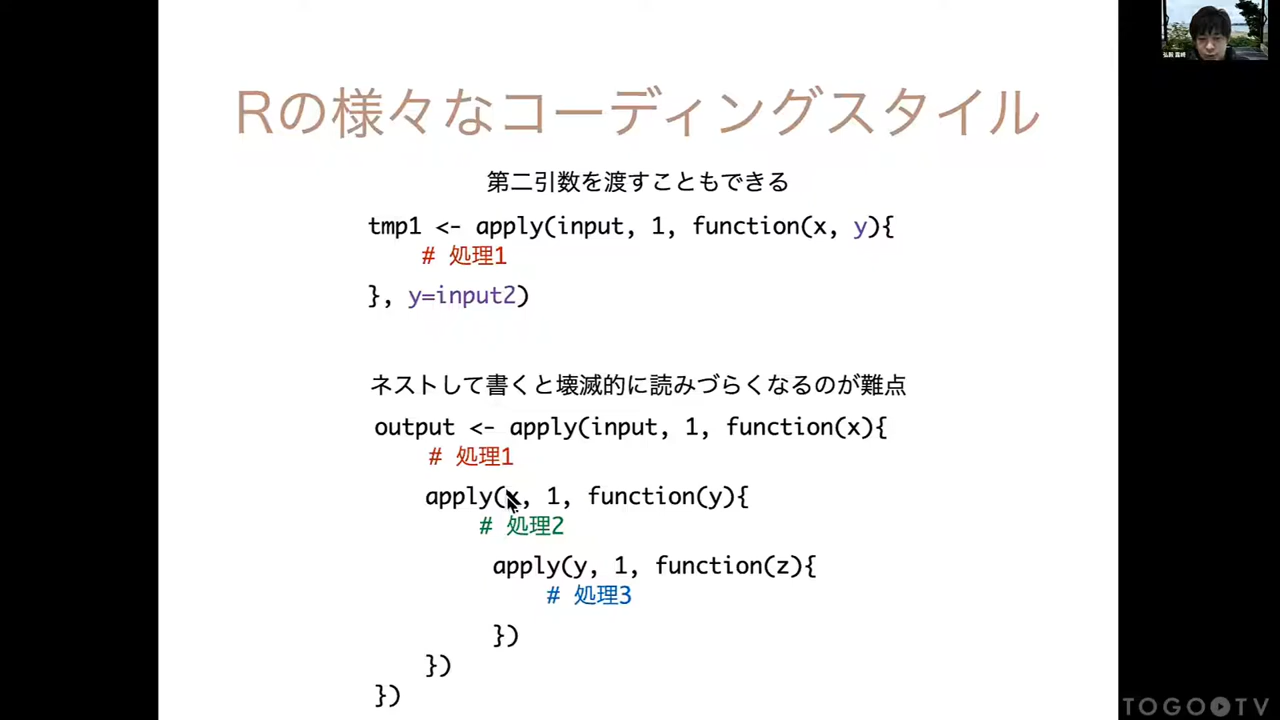 Rの様々なコーディングスタイル
第二引数を渡すこともできる
tmp1 <- apply(input, 1, function(x, y){
# 処理1
}, y=input2)
ネストして書くと壊滅的に読みづらくなるのが難点
output <- apply(input, 1, function(x){
# 処理1
apply(x, 1, function(y){
# 処理2
apply(y, 1, function(z){
# 処理3
})
})
})
TOGOTV